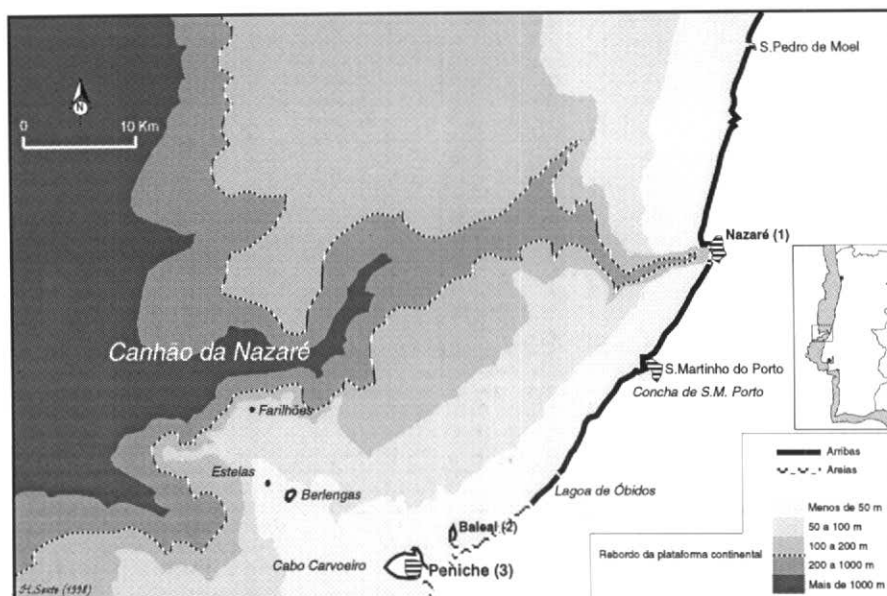 S.Pedro de Moel
N
0 10 Km
Nazaré (1)
Canhão da Nazaré
S.Martinho do Porto
Concha de S.M. Porto
Farilhões
Estelas
Berlengas
Lagoa de Óbidos
Baleal (2)
Cabo Carvoeiro
Peniche (3)
Arribas
Areias
Menos de 50 m
50 a 100 m
100 a 200 m
Rebordo da plataforma continental
200 a 1000 m
Mais de 1000 m
(1998)